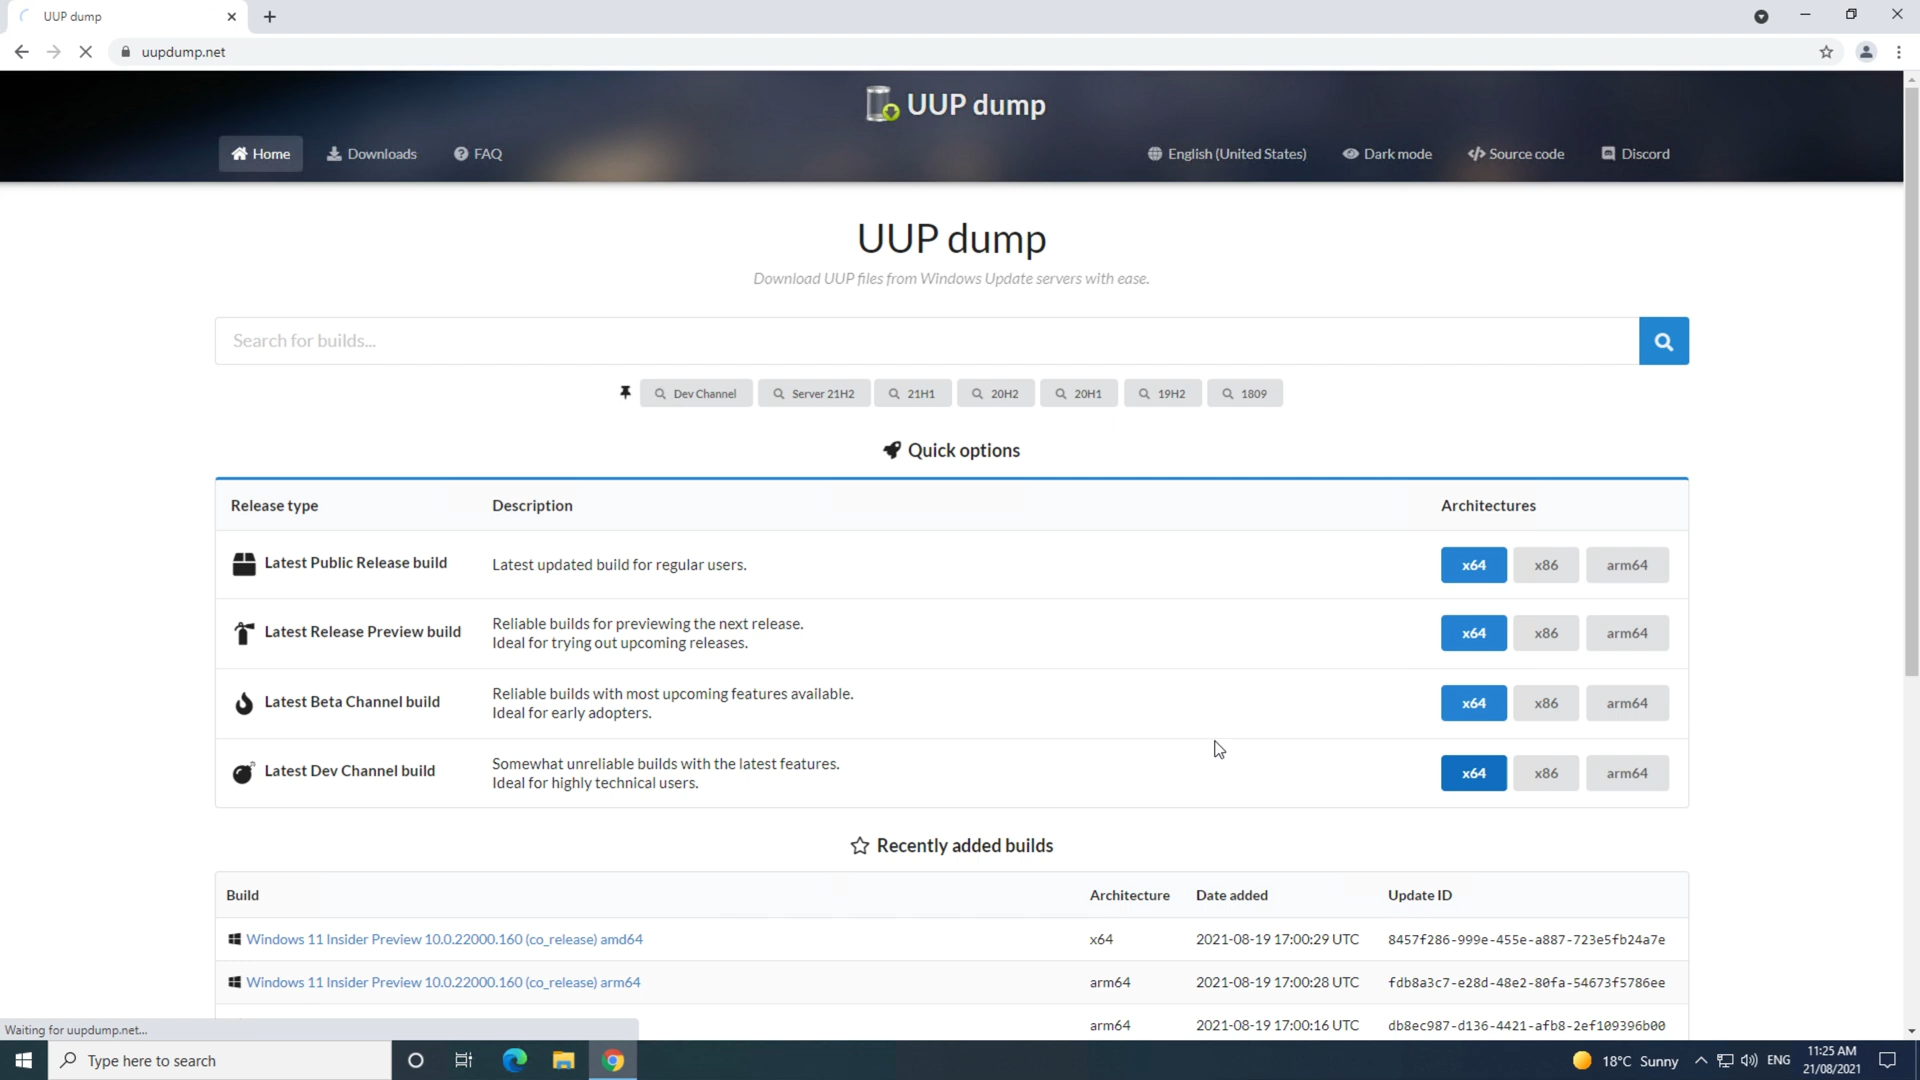 UUP dump
uupdump.net
UUP dump
Home
Downloads
FAQ
English (United States)
Dark mode
Source code
Discord
UUP dump
Download UUP files from Windows Update servers with ease.
Search for builds...
Dev Channel
Server 21H2
21H1
20H2
20H1
19H2
1809
Quick options
Release type
Description
Architectures
Latest Public Release build
Latest updated build for regular users.
x64
x86
arm64
Latest Release Preview build
Reliable builds for previewing the next release.
Ideal for trying out upcoming releases.
x64
x86
arm64
Latest Beta Channel build
Reliable builds with most upcoming features available.
Ideal for early adopters.
x64
x86
arm64
Latest Dev Channel build
Somewhat unreliable builds with the latest features.
Ideal for highly technical users.
x64
x86
arm64
Recently added builds
Build
Architecture
Date added
Update ID
Windows 11 Insider Preview 10.0.22000.160 (co_release) amd64
x64
2021-08-19 17:00:29 UTC
8457f286-999e-455e-a887-723e5fb24a7e
Windows 11 Insider Preview 10.0.22000.160 (co_release) arm64
arm64
2021-08-19 17:00:28 UTC
fdb8a3c7-e28d-48e2-80fa-54673f5786ee
arm64
2021-08-19 17:00:16 UTC
db8ec987-d136-4421-afb8-2ef109396b00
Waiting for uupdump.net...
Type here to search
18°C Sunny
ENG
11:25 AM
21/08/2021